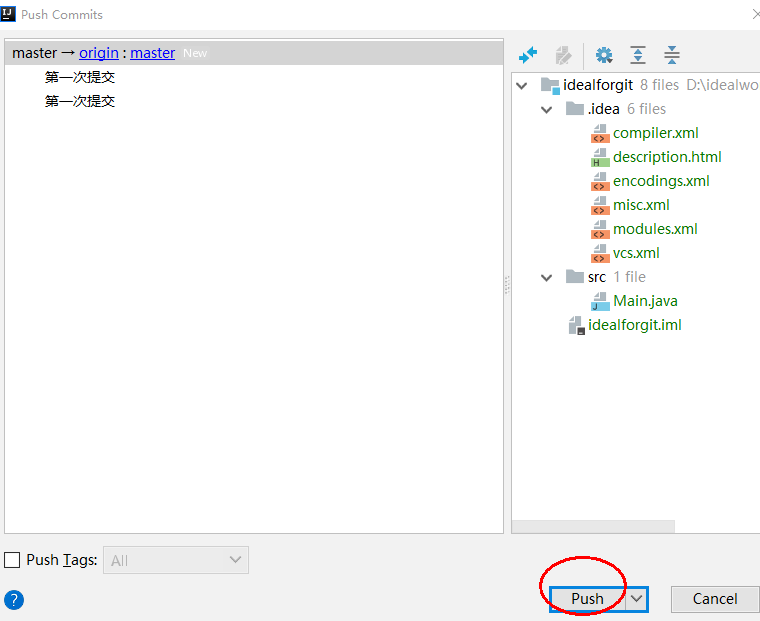 Push Commits
master → origin : master New
第一次提交
第一次提交
idealforgit 8 files D:\idealwo
.idea 6 files
compiler.xml
description.html
encodings.xml
misc.xml
modules.xml
vcs.xml
src 1 file
Main.java
idealforgit.iml
Push Tags: All
? Push Cancel